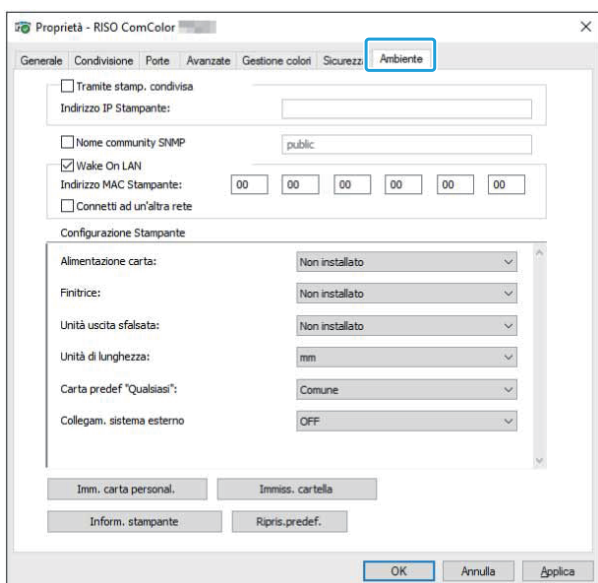 Proprietà - RISO ComColor
Generale Condivisione Porte Avanzate Gestione colori Sicurezz Ambiente
Tramite stamp. condivisa
Indirizzo IP Stampante:
Nome community SNMP public
Wake On LAN
Indirizzo MAC Stampante: 00 00 00 00 00 00
Connetti ad un'altra rete
Configurazione Stampante
Alimentazione carta: Non installato
Finitrice: Non installato
Unità uscita sfalsata: Non installato
Unità di lunghezza: mm
Carta predef "Qualsiasi": Comune
Collegam. sistema esterno OFF
Imm. carta personal. Immiss. cartella
Inform. stampante Ripris.predef.
OK Annulla Applica